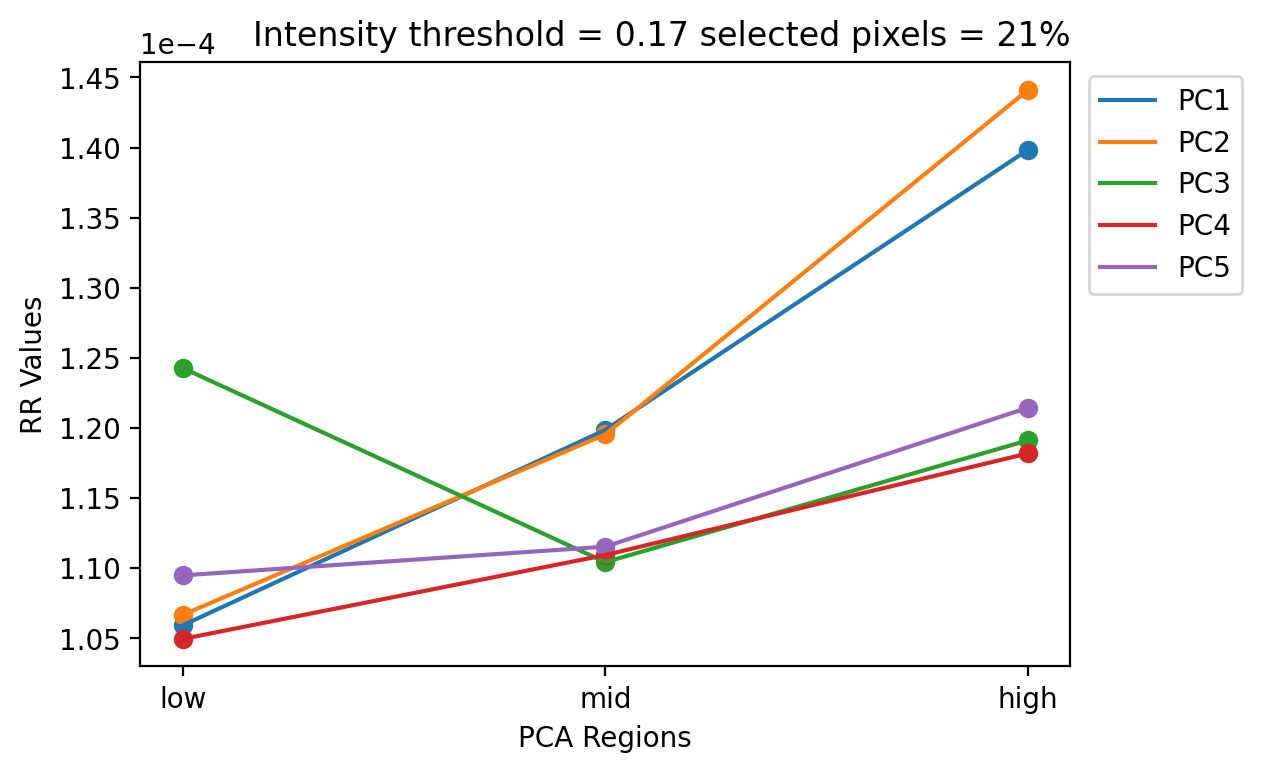 Intensity threshold = 0.17 selected pixels = 21%
1e−4
1.45
1.40
1.35
1.30
1.25
1.20
1.15
1.10
1.05
RR Values
low
mid
high
PCA Regions
PC1
PC2
PC3
PC4
PC5